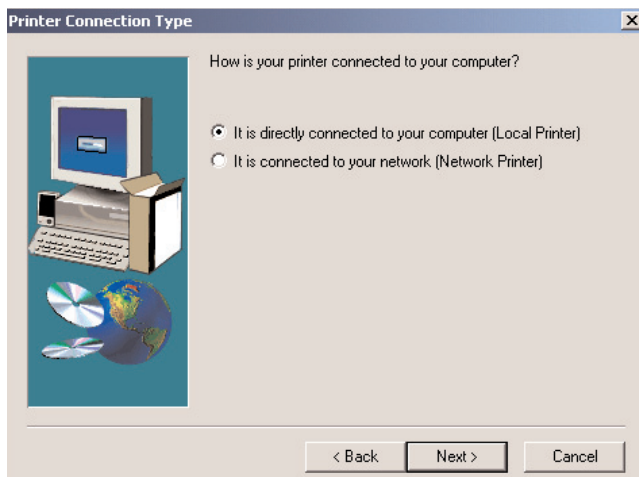 Printer Connection Type
How is your printer connected to your computer?
It is directly connected to your computer (Local Printer)
It is connected to your network (Network Printer)
< Back
Next >
Cancel